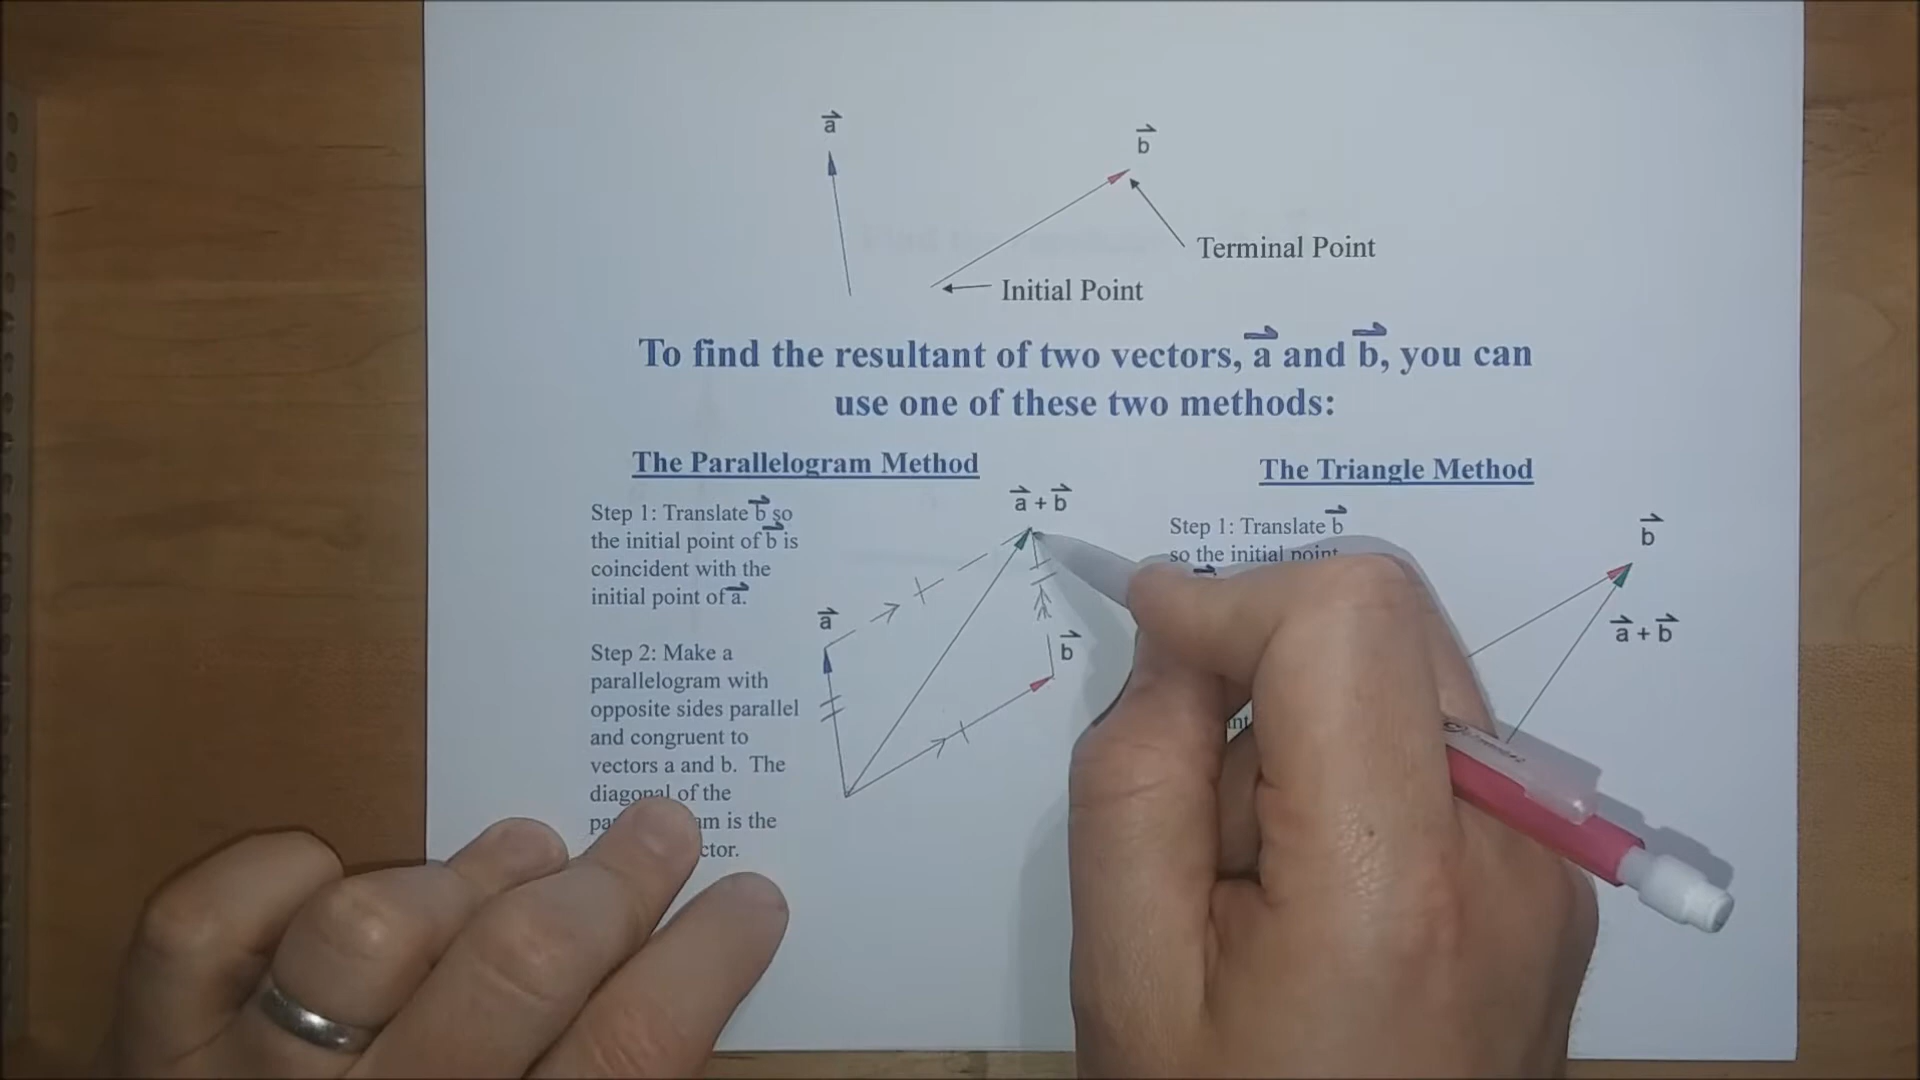 a
b
Terminal Point
Initial Point
To find the resultant of two vectors, a and b, you can
use one of these two methods:
The Parallelogram Method
Step 1: Translate b so
the initial point of b is
coincident with the
initial point of a.
Step 2: Make a
parallelogram with
opposite sides parallel
and congruent to
vectors a and b. The
diagonal of the
is the
a + b
a
b
The Triangle Method
Step 1: Translate b
so the initial point
b
a + b